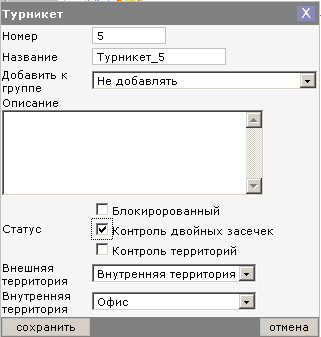 Турникет X
Номер 5
Название Турникет_5
Добавить к
группе Не добавлять
Описание
Блокированный
Статус Контроль двойных засечек
Контроль территорий
Внешняя
территория Внутренняя территория
Внутренняя
территория Офис
сохранить отмена